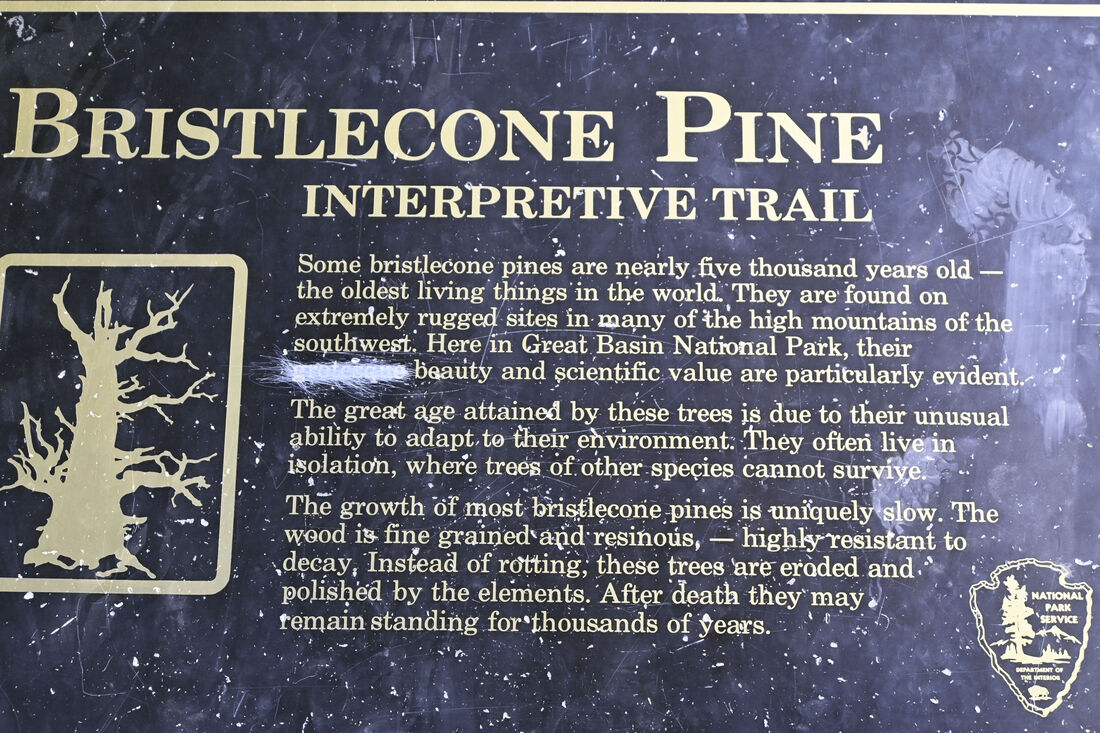 BRISTLECONE PINE
INTERPRETIVE TRAIL
Some bristlecone pines are nearly five thousand years old —
the oldest living things in the world. They are found on
extremely rugged sites in many of the high mountains of the
southwest. Here in Great Basin National Park, their
grotesque beauty and scientific value are particularly evident.
The great age attained by these trees is due to their unusual
ability to adapt to their environment. They often live in
isolation, where trees of other species cannot survive.
The growth of most bristlecone pines is uniquely slow. The
wood is fine grained and resinous, — highly resistant to
decay. Instead of rotting, these trees are eroded and
polished by the elements. After death they may
remain standing for thousands of years.
NATIONAL
PARK
SERVICE
DEPARTMENT OF
THE INTERIOR